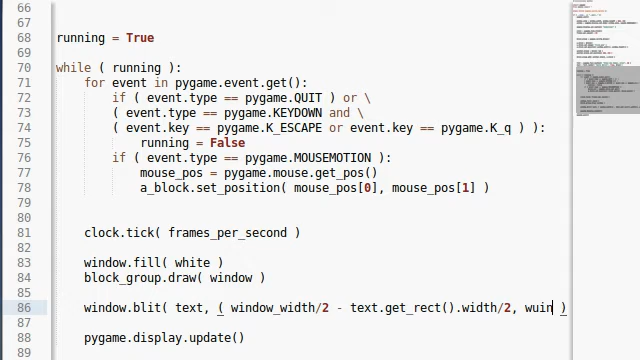 66
67
68 running = True
69
70 while ( running ):
71 for event in pygame.event.get():
72 if ( event.type == pygame.QUIT ) or \
73 ( event.type == pygame.KEYDOWN and \
74 ( event.key == pygame.K_ESCAPE or event.key == pygame.K_q ) ):
75 running = False
76 if ( event.type == pygame.MOUSEMOTION ):
77 mouse_pos = pygame.mouse.get_pos()
78 a_block.set_position( mouse_pos[0], mouse_pos[1] )
79
80
81 clock.tick( frames_per_second )
82
83 window.fill( white )
84 block_group.draw( window )
85
86 window.blit( text, ( window_width/2 - text.get_rect().width/2, wuin )
87
88 pygame.display.update()
89